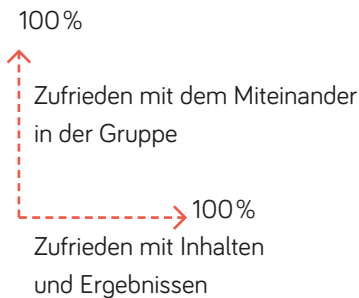 100 %
Zufrieden mit dem Miteinander
in der Gruppe
100 %
Zufrieden mit Inhalten
und Ergebnissen